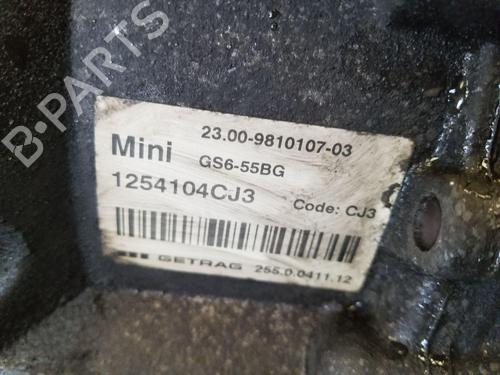 B-PARTS
23.00-9810107-03
Mini GS6-55BG
1254104CJ3 Code: CJ3
GETRAG 255.0.0411.12